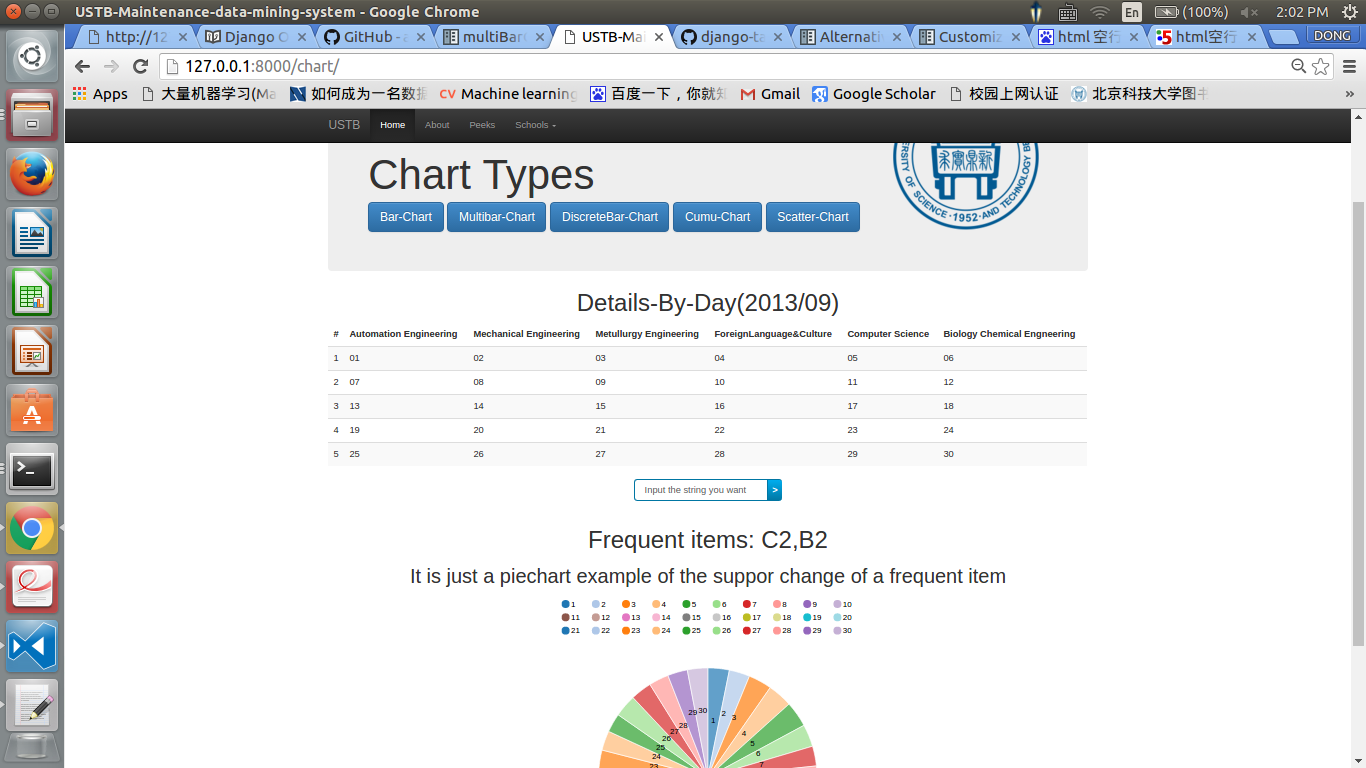 USTB-Maintenance-data-mining-system - Google Chrome
En (100%) 2:02 PM
http://12 Django O GitHub - a multiBarC USTB-Mai django-ta Alternati Customiz html 空行 html空行 DONG
127.0.0.1:8000/chart/
Apps 大量机器学习(Ma 如何成为一名数据 CV Machine learning 百度一下，你就知 Gmail Google Scholar 校园上网认证 北京科技大学图书 »
USTB Home About Peeks Schools
Chart Types
UNIVERSITY OF SCIENCE ·1952· AND TECHNOLOGY BE
Bar-Chart Multibar-Chart DiscreteBar-Chart Cumu-Chart Scatter-Chart
Details-By-Day(2013/09)
# Automation Engineering Mechanical Engineering Metullurgy Engineering ForeignLanguage&Culture Computer Science Biology Chemical Engneering
1 01 02 03 04 05 06
2 07 08 09 10 11 12
3 13 14 15 16 17 18
4 19 20 21 22 23 24
5 25 26 27 28 29 30
Input the string you want >
Frequent items: C2,B2
It is just a piechart example of the suppor change of a frequent item
1 2 3 4 5 6 7 8 9 10
11 12 13 14 15 16 17 18 19 20
21 22 23 24 25 26 27 28 29 30
29 30 1 2 3
28 27 4
26 25 5
24 6
23 7